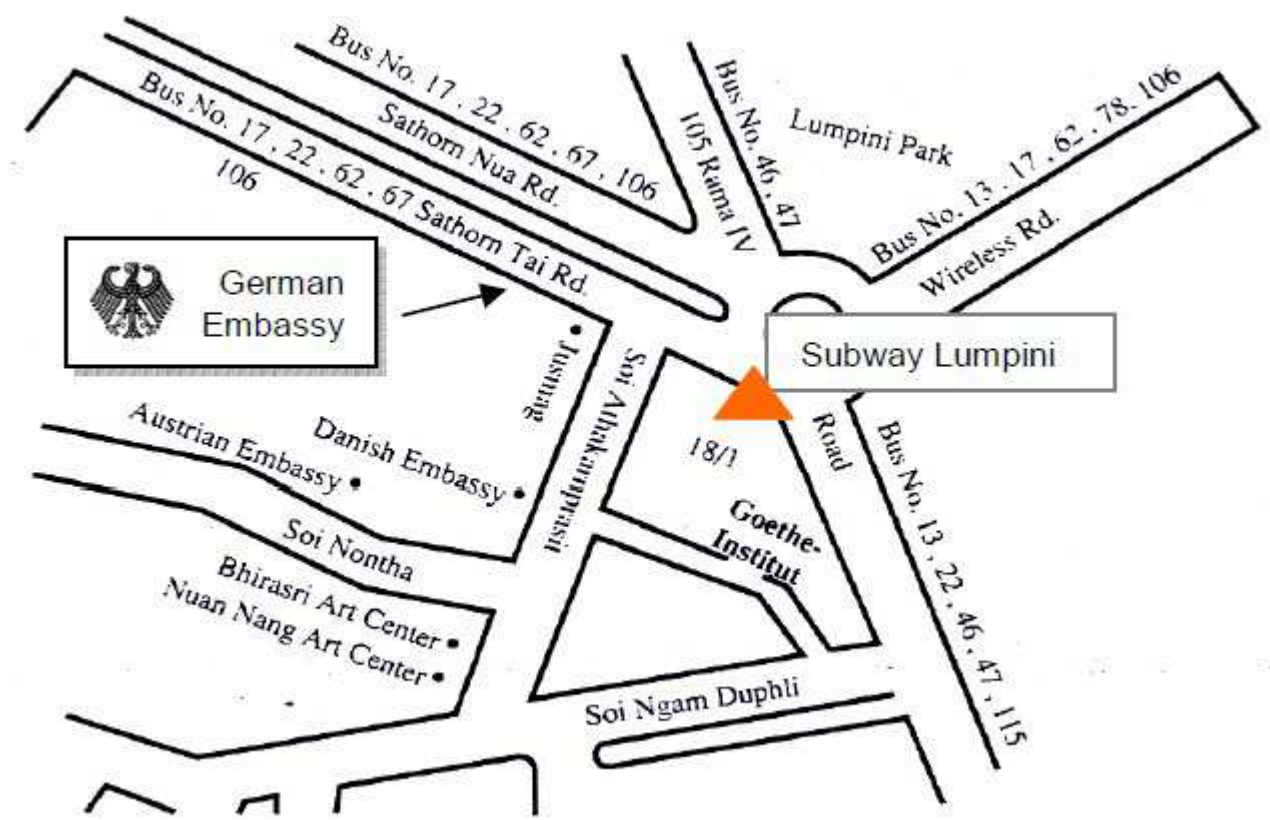 Bus No. 17 , 22 , 62 , 67 , 106
Sathorn Nua Rd.
Bus No. 17 , 22 , 62 , 67 Sathorn Tai Rd.
106
105 Rama IV
Bus No. 46 , 47
Lumpini Park
Bus No. 13 , 17 , 62 , 78. 106
Wireless Rd.
German
Embassy
Subway Lumpini
Jusmag
Soi Athakarnprasit
Road
18/1
Goethe-
Institut
Bus No. 13 , 22 , 46 , 47 , 115
Austrian Embassy
Danish Embassy
Soi Nontha
Bhirasri Art Center
Nuan Nang Art Center
Soi Ngam Duphli